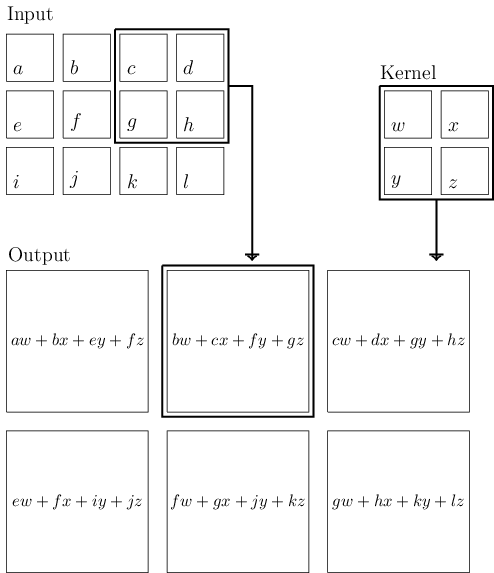 Input
a b c d
Kernel
e f g h
w x
i j k l
y z
Output
aw + bx + ey + fz
bw + cx + fy + gz
cw + dx + gy + hz
ew + fx + iy + jz
fw + gx + jy + kz
gw + hx + ky + lz